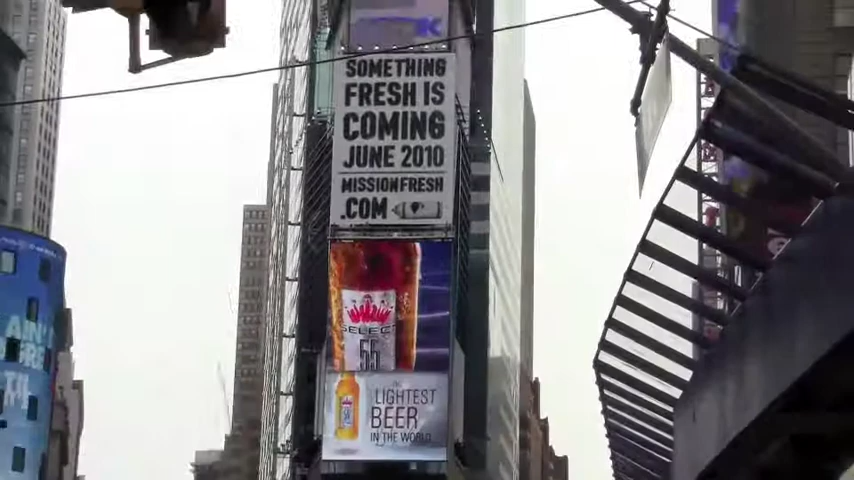 SOMETHING
FRESH IS
COMING
JUNE 2010
MISSIONFRESH
.COM
SELECT
55
LIGHTEST
BEER
IN THE WORLD